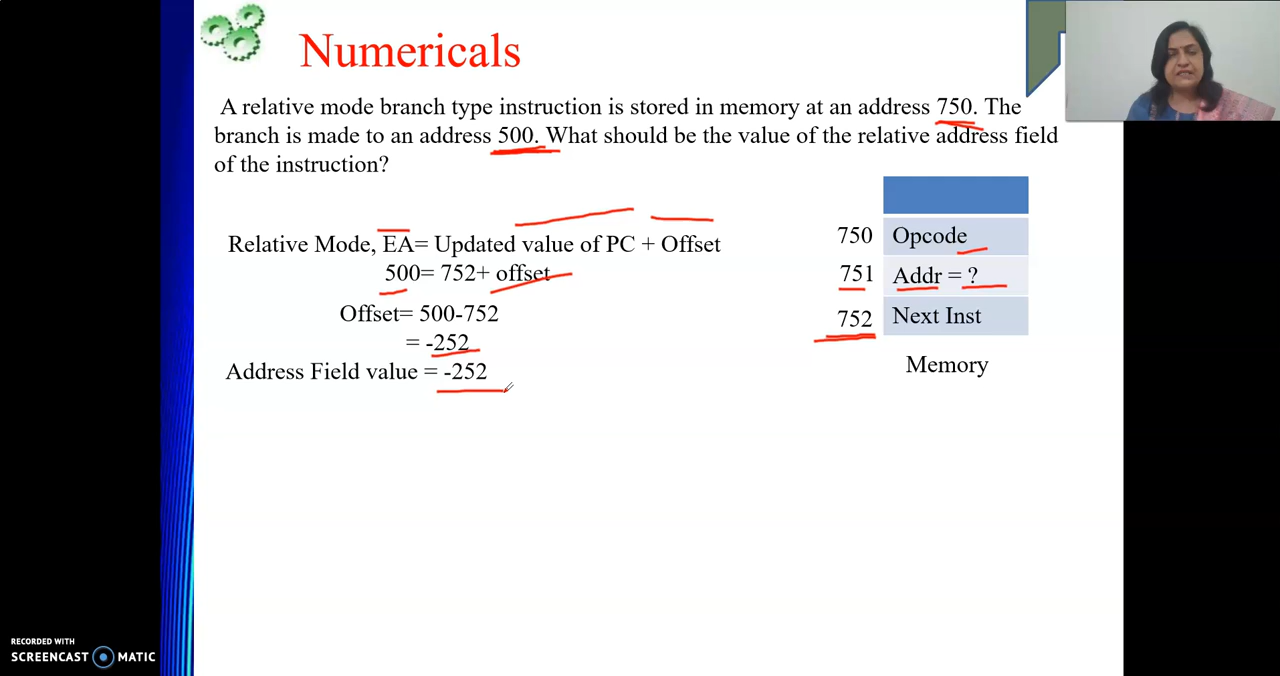 Numericals
A relative mode branch type instruction is stored in memory at an address 750. The
branch is made to an address 500. What should be the value of the relative address field
of the instruction?
Relative Mode, EA= Updated value of PC + Offset
500= 752+ offset
Offset= 500-752
= -252
Address Field value = -252
750 Opcode
751 Addr = ?
752 Next Inst
Memory
RECORDED WITH
SCREENCAST MATIC